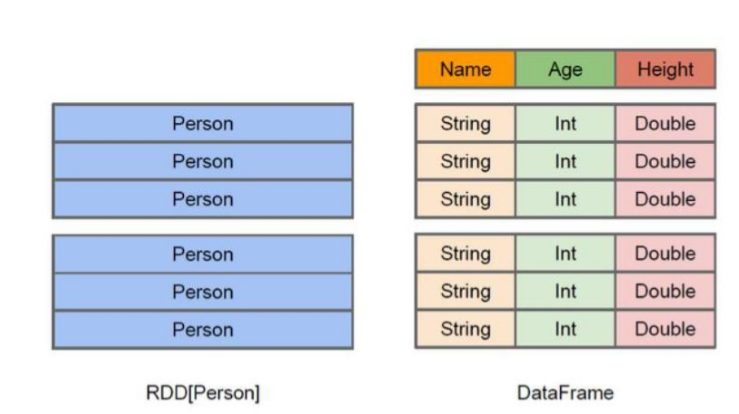 Name Age Height
Person String Int Double
Person String Int Double
Person String Int Double
Person String Int Double
Person String Int Double
Person String Int Double
RDD[Person] DataFrame